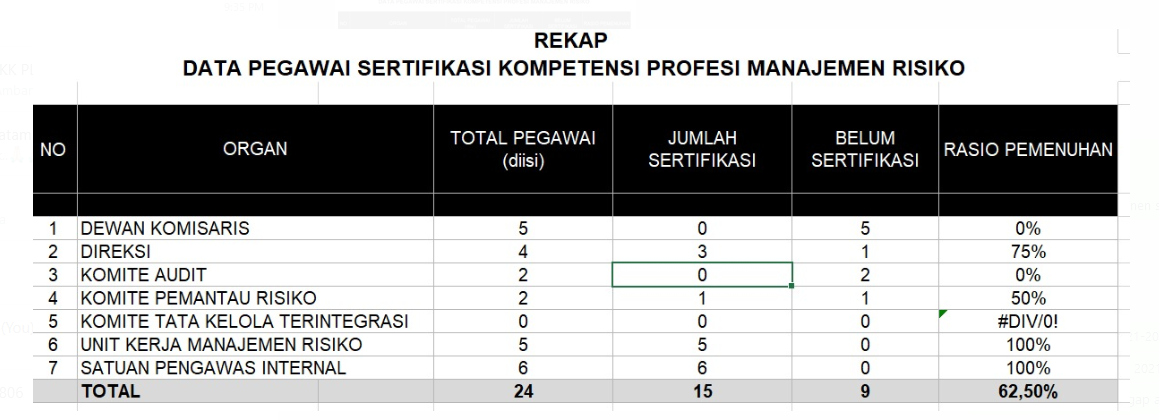 REKAP
DATA PEGAWAI SERTIFIKASI KOMPETENSI PROFESI MANAJEMEN RISIKO
NO ORGAN TOTAL PEGAWAI (diisi) JUMLAH SERTIFIKASI BELUM SERTIFIKASI RASIO PEMENUHAN
1 DEWAN KOMISARIS 5 0 5 0%
2 DIREKSI 4 3 1 75%
3 KOMITE AUDIT 2 0 2 0%
4 KOMITE PEMANTAU RISIKO 2 1 1 50%
5 KOMITE TATA KELOLA TERINTEGRASI 0 0 0 #DIV/0!
6 UNIT KERJA MANAJEMEN RISIKO 5 5 0 100%
7 SATUAN PENGAWAS INTERNAL 6 6 0 100%
TOTAL 24 15 9 62,50%